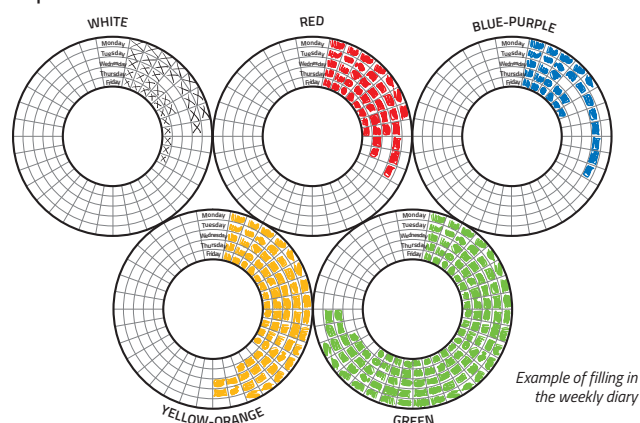 WHITE
Monday
Tuesday
Wednesday
Thursday
Friday
RED
Monday
Tuesday
Wednesday
Thursday
Friday
BLUE-PURPLE
Monday
Tuesday
Wednesday
Thursday
Friday
Monday
Tuesday
Wednesday
Thursday
Friday
YELLOW-ORANGE
Monday
Tuesday
Wednesday
Thursday
Friday
GREEN
Example of filling in
the weekly diary